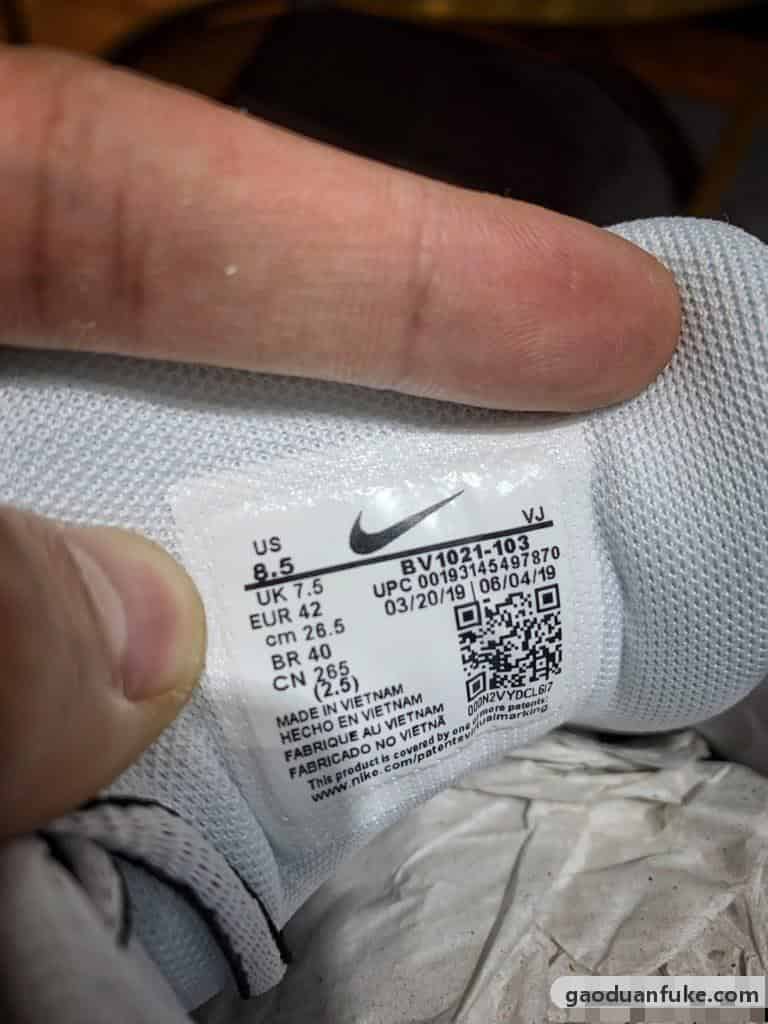 US
8.5
VJ
BV1021-103
UPC 00193145497870
03/20/19 | 06/04/19
UK 7.5
EUR 42
cm 26.5
BR 40
CN 265
(2.5)
000N2VYDCL6I7
MADE IN VIETNAM
HECHO EN VIETNAM
FABRIQUE AU VIETNAM
FABRICADO NO VIETNÃ
This product is covered by one or more patents:
www.nike.com/patentsvirtualmarking
gaoduanfuke.com